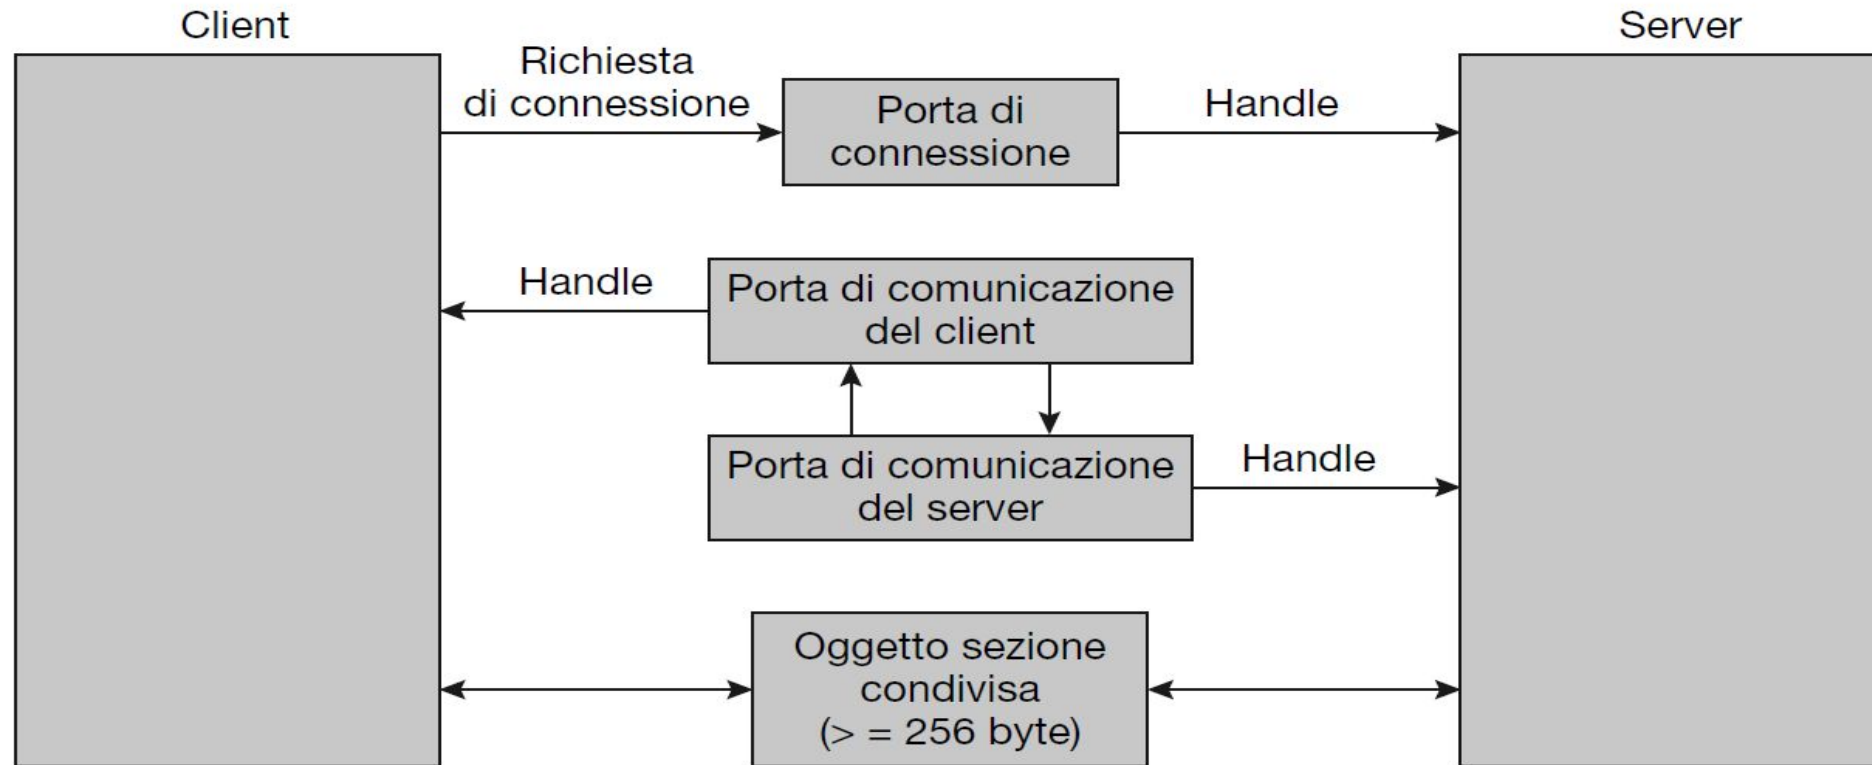 Client
Server
Richiesta
di connessione
Porta di
connessione
Handle
Handle
Porta di comunicazione
del client
Porta di comunicazione
del server
Handle
Oggetto sezione
condivisa
(> = 256 byte)